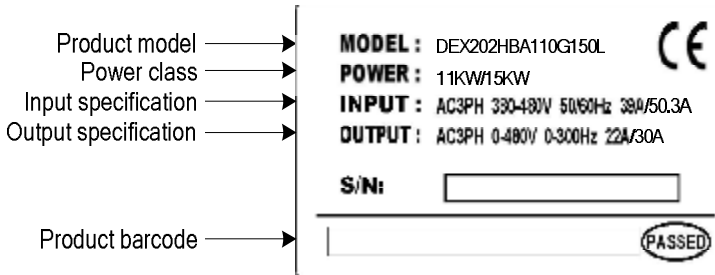 Product model MODEL : DEX202HBA110G150L CE
Power class POWER : 11KW/15KW
Input specification INPUT : AC3PH 380-480V 50/60Hz 39A/50.3A
Output specification OUTPUT : AC3PH 0-480V 0-300Hz 22A/30A
S/N:
Product barcode PASSED